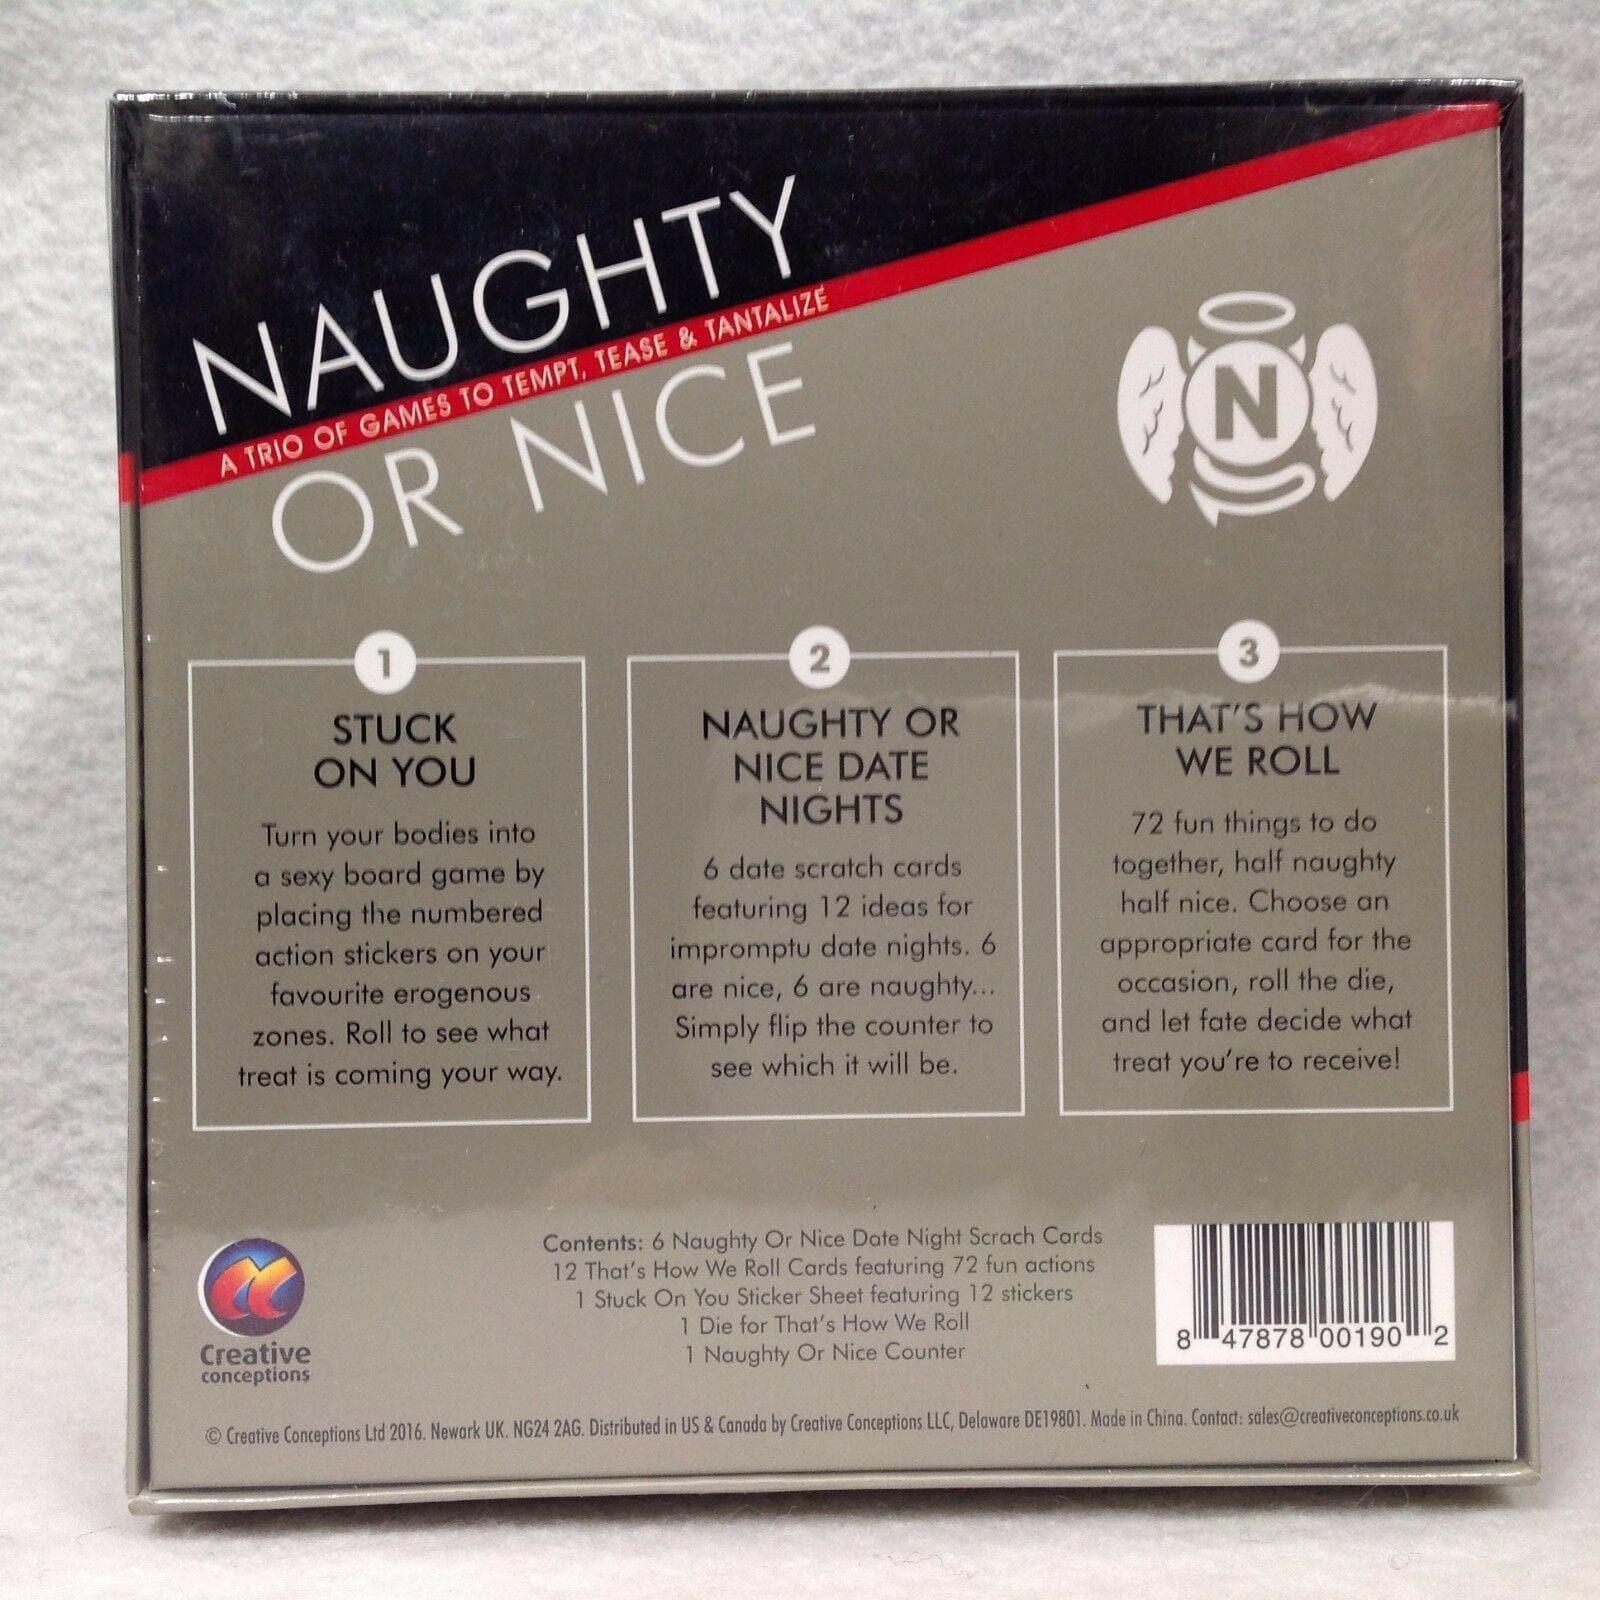 NAUGHTY
A TRIO OF GAMES TO TEMPT, TEASE & TANTALIZE
OR NICE
N
1
STUCK
ON YOU
Turn your bodies into
a sexy board game by
placing the numbered
action stickers on your
favourite erogenous
zones. Roll to see what
treat is coming your way.
2
NAUGHTY OR
NICE DATE
NIGHTS
6 date scratch cards
featuring 12 ideas for
impromptu date nights. 6
are nice, 6 are naughty...
Simply flip the counter to
see which it will be.
3
THAT'S HOW
WE ROLL
72 fun things to do
together, half naughty
half nice. Choose an
appropriate card for the
occasion, roll the die,
and let fate decide what
treat you're to receive!
Creative
conceptions
Contents: 6 Naughty Or Nice Date Night Scrach Cards
12 That's How We Roll Cards featuring 72 fun actions
1 Stuck On You Sticker Sheet featuring 12 stickers
1 Die for That's How We Roll
1 Naughty Or Nice Counter
8 47878 00190 2
© Creative Conceptions Ltd 2016. Newark UK. NG24 2AG. Distributed in US & Canada by Creative Conceptions LLC, Delaware DE19801. Made in China. Contact: sales@creativeconceptions.co.uk